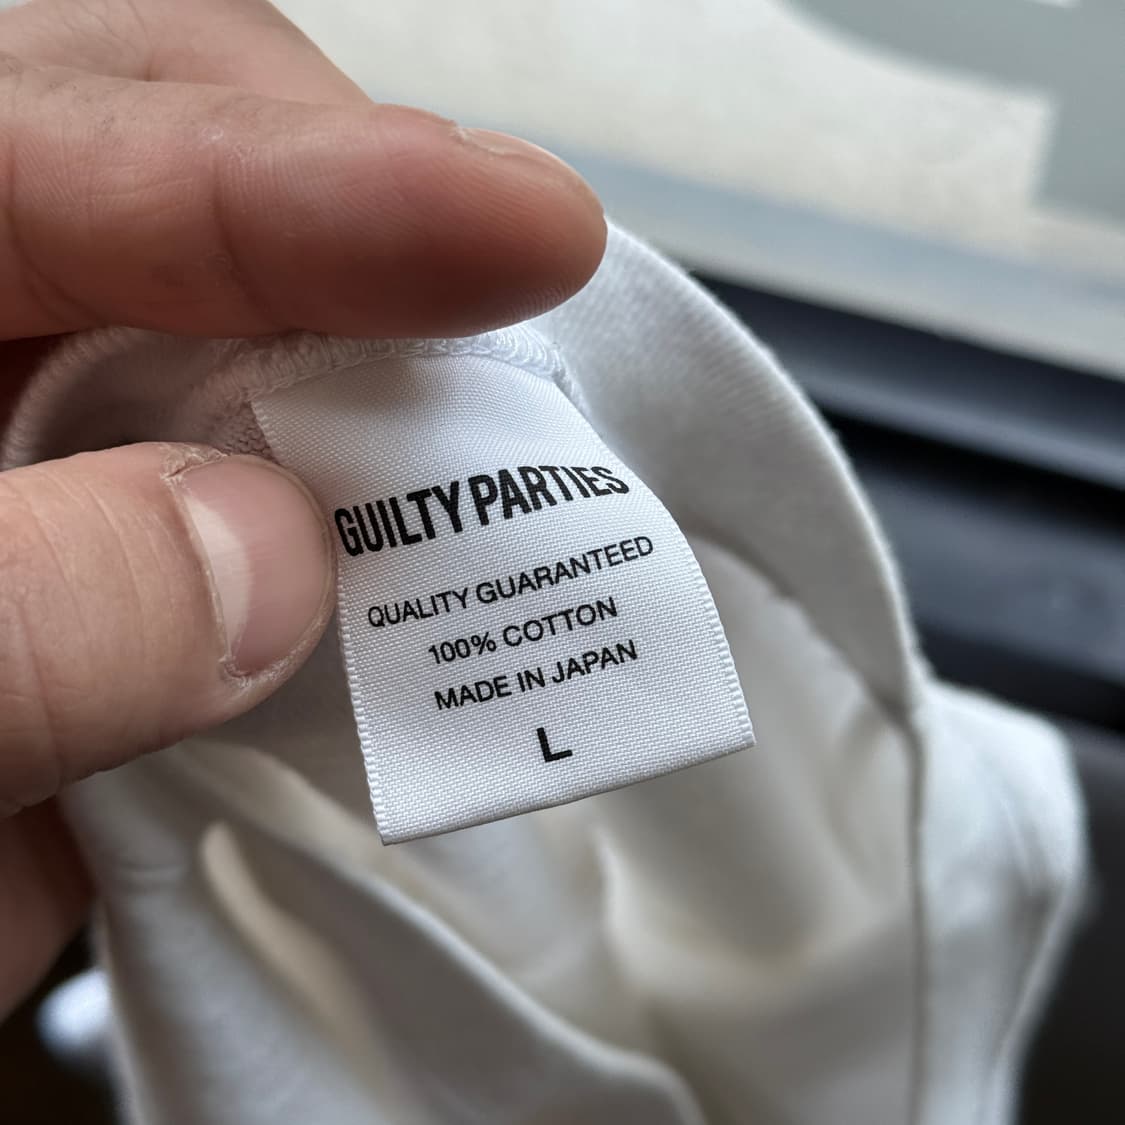 GUILTY PARTIES
QUALITY GUARANTEED
100% COTTON
MADE IN JAPAN
L